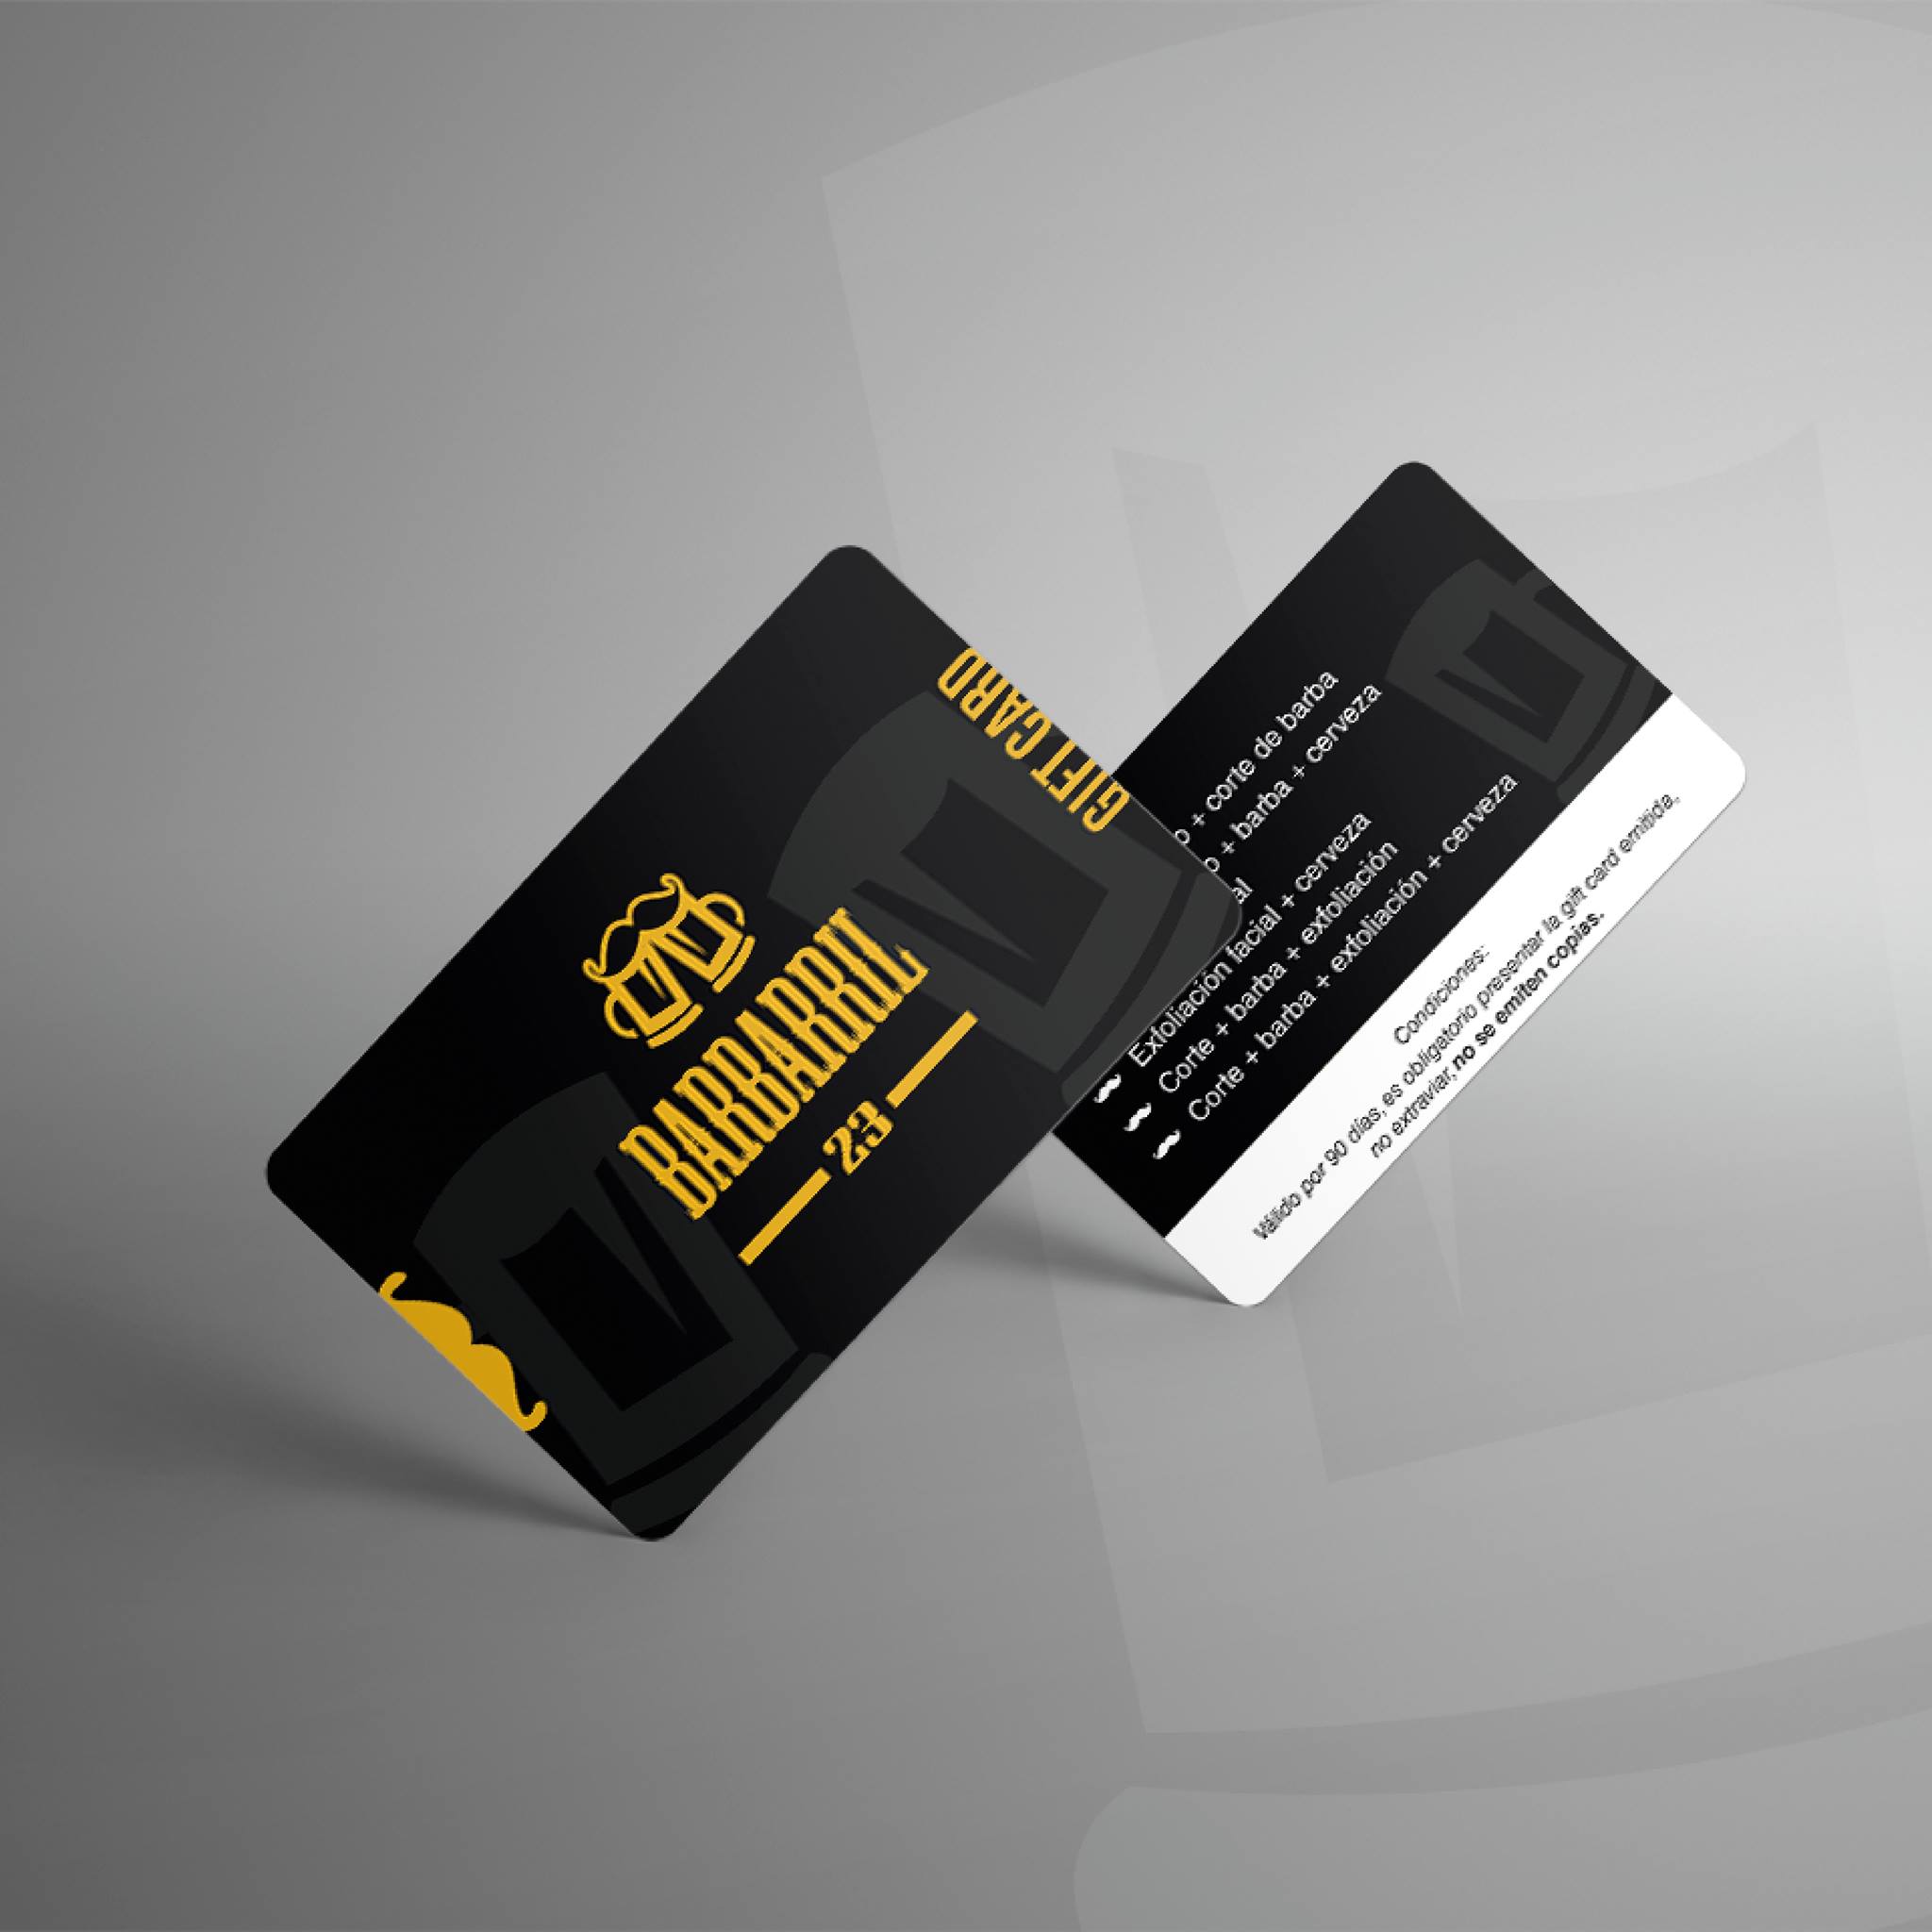 GIFT CARD
BARBARRIL
23
+ corte de barba
+ barba + cerveza
Exfoliación facial + cerveza
Corte + barba + exfoliación
Corte + barba + exfoliación + cerveza
Condiciones:
Válido por 90 días, es obligatorio presentar la gift card emitida,
no extraviar, no se emiten copias.